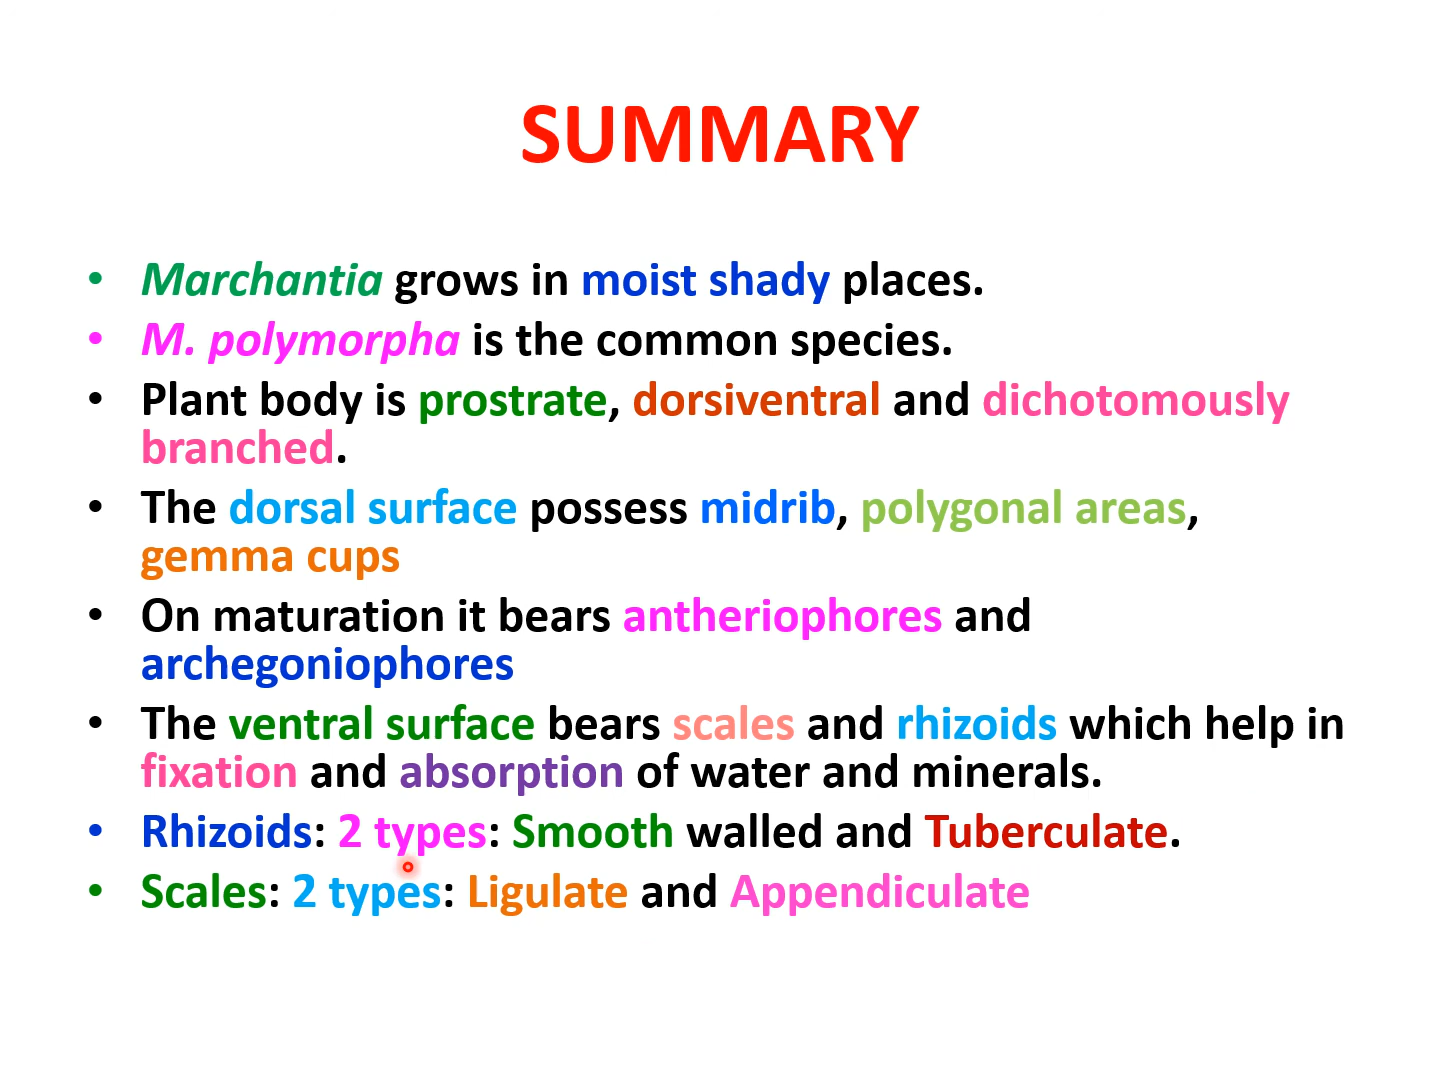 SUMMARY
• Marchantia grows in moist shady places.
• M. polymorpha is the common species.
• Plant body is prostrate, dorsiventral and dichotomously
branched.
• The dorsal surface possess midrib, polygonal areas,
gemma cups
• On maturation it bears antheriophores and
archegoniophores
• The ventral surface bears scales and rhizoids which help in
fixation and absorption of water and minerals.
• Rhizoids: 2 types: Smooth walled and Tuberculate.
• Scales: 2 types: Ligulate and Appendiculate